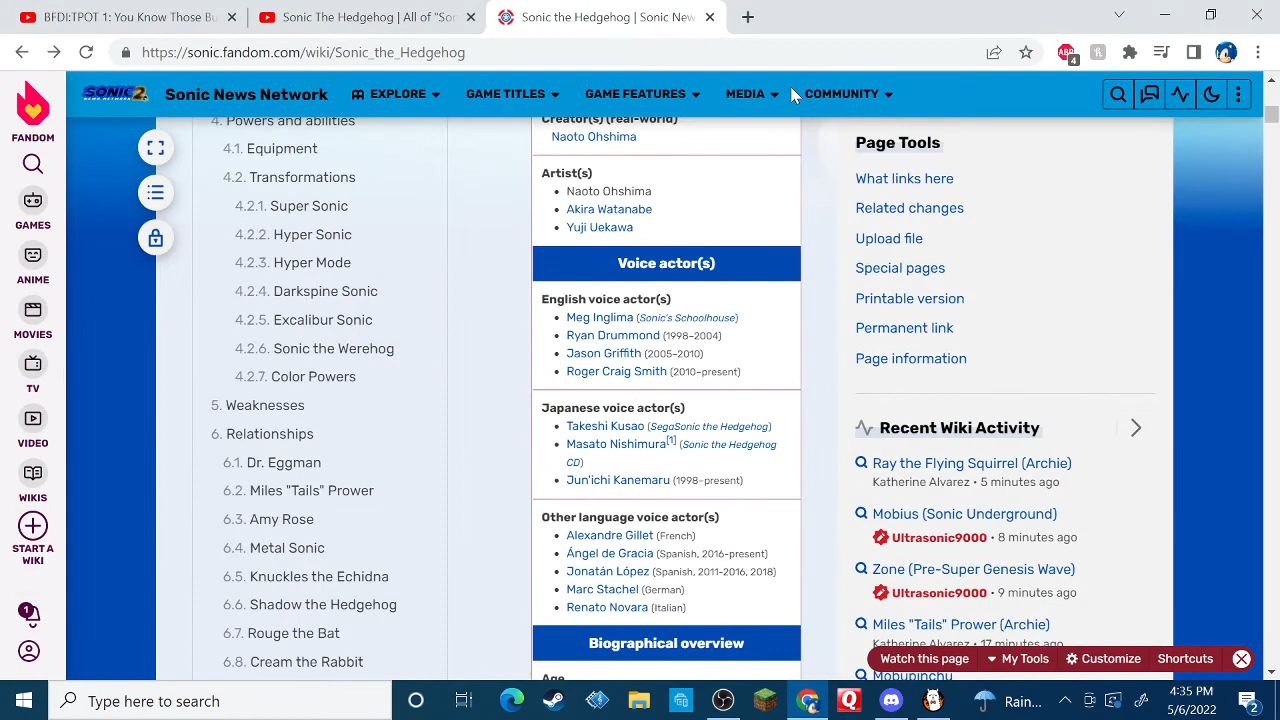 BFDI:TPOT 1: You Know Those Bu
Sonic The Hedgehog | All of "Son
Sonic the Hedgehog | Sonic New
https://sonic.fandom.com/wiki/Sonic_the_Hedgehog
4
FANDOM
GAMES
ANIME
MOVIES
TV
VIDEO
WIKIS
START A
WIKI
1
SONIC 2
Sonic News Network
EXPLORE
GAME TITLES
GAME FEATURES
MEDIA
COMMUNITY
4. Powers and abilities
4.1. Equipment
4.2. Transformations
4.2.1. Super Sonic
4.2.2. Hyper Sonic
4.2.3. Hyper Mode
4.2.4. Darkspine Sonic
4.2.5. Excalibur Sonic
4.2.6. Sonic the Werehog
4.2.7. Color Powers
5. Weaknesses
6. Relationships
6.1. Dr. Eggman
6.2. Miles "Tails" Prower
6.3. Amy Rose
6.4. Metal Sonic
6.5. Knuckles the Echidna
6.6. Shadow the Hedgehog
6.7. Rouge the Bat
6.8. Cream the Rabbit
Creator(s) (real-world)
Naoto Ohshima
Artist(s)
• Naoto Ohshima
• Akira Watanabe
• Yuji Uekawa
Voice actor(s)
English voice actor(s)
• Meg Inglima (Sonic's Schoolhouse)
• Ryan Drummond (1998–2004)
• Jason Griffith (2005–2010)
• Roger Craig Smith (2010–present)
Japanese voice actor(s)
• Takeshi Kusao (SegaSonic the Hedgehog)
• Masato Nishimura[1] (Sonic the Hedgehog
CD)
• Jun'ichi Kanemaru (1998–present)
Other language voice actor(s)
• Alexandre Gillet (French)
• Ángel de Gracia (Spanish, 2016-present)
• Jonatán López (Spanish, 2011-2016, 2018)
• Marc Stachel (German)
• Renato Novara (Italian)
Biographical overview
Age
Page Tools
What links here
Related changes
Upload file
Special pages
Printable version
Permanent link
Page information
Recent Wiki Activity
Ray the Flying Squirrel (Archie)
Katherine Alvarez • 5 minutes ago
Mobius (Sonic Underground)
Ultrasonic9000 • 8 minutes ago
Zone (Pre-Super Genesis Wave)
Ultrasonic9000 • 9 minutes ago
Miles "Tails" Prower (Archie)
Katherine Alvarez • 17 minutes ago
Mobupinchu
Watch this page
My Tools
Customize
Shortcuts
Type here to search
Rain...
4:35 PM
5/6/2022
2